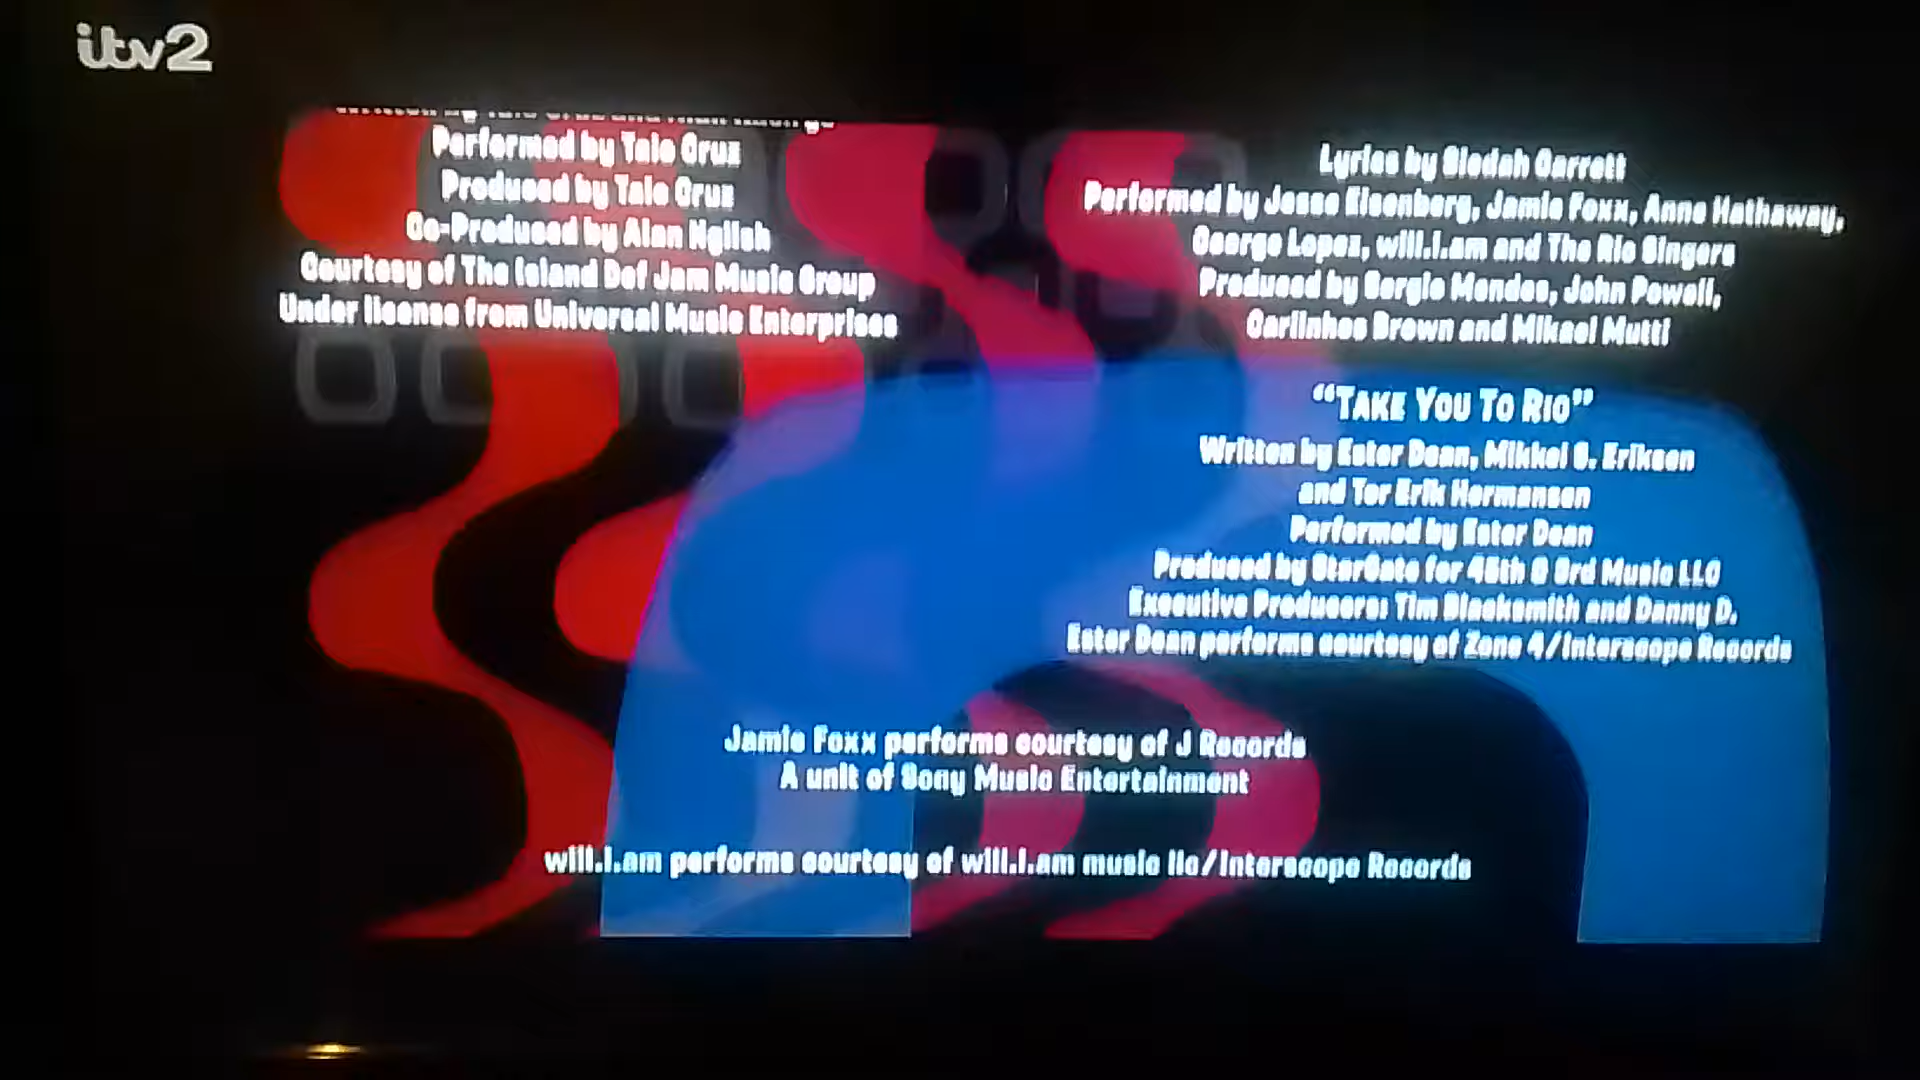 itv2
Performed by Taio Cruz
Produced by Taio Cruz
Co-Produced by Alan Nglish
Courtesy of The Island Def Jam Music Group
Under license from Universal Music Enterprises
Lyrics by Siedah Garrett
Performed by Jesse Eisenberg, Jamie Foxx, Anne Hathaway,
George Lopez, will.i.am and The Rio Singers
Produced by Sergio Mendes, John Powell,
Carlinhos Brown and Mikael Mutti
“TAKE YOU TO RIO”
Written by Ester Dean, Mikkel S. Eriksen
and Tor Erik Hermansen
Performed by Ester Dean
Produced by StarGate for 45th & 3rd Music LLC
Executive Producers: Tim Blacksmith and Danny D.
Ester Dean performs courtesy of Zone 4/Interscope Records
Jamie Foxx performs courtesy of J Records
A unit of Sony Music Entertainment
will.i.am performs courtesy of will.i.am music llc/Interscope Records